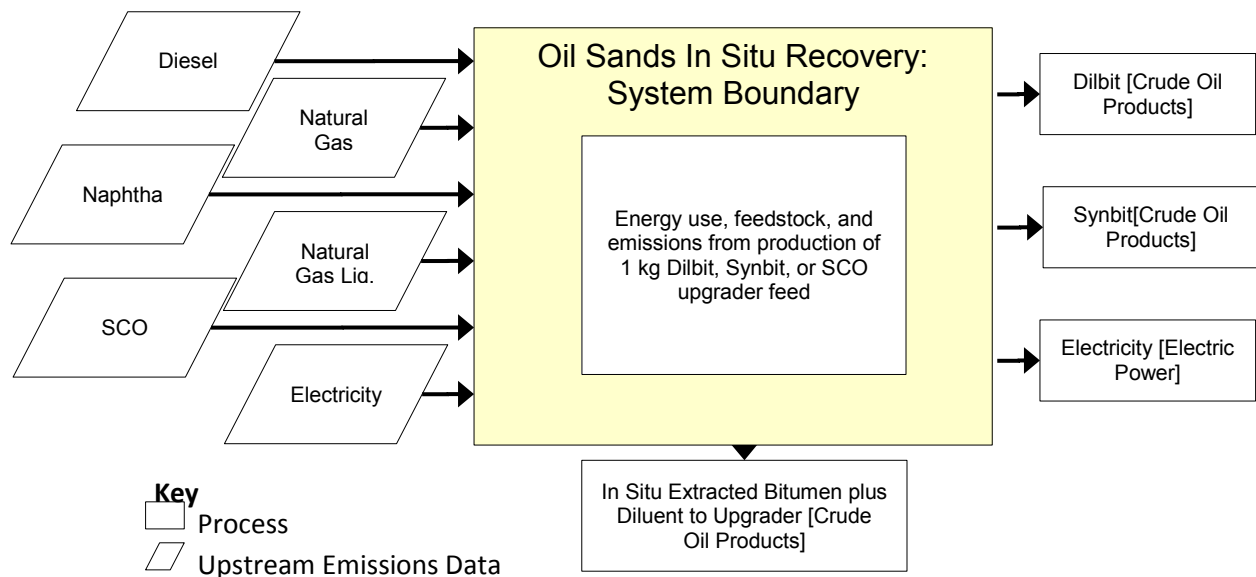 Oil Sands In Situ Recovery:
System Boundary
Diesel
Natural
Gas
Naphtha
Natural
Gas Liq.
SCO
Electricity
Energy use, feedstock, and
emissions from production of
1 kg Dilbit, Synbit, or SCO
upgrader feed
Dilbit [Crude Oil
Products]
Synbit[Crude Oil
Products]
Electricity [Electric
Power]
In Situ Extracted Bitumen plus
Diluent to Upgrader [Crude
Oil Products]
Key
Process
Upstream Emissions Data